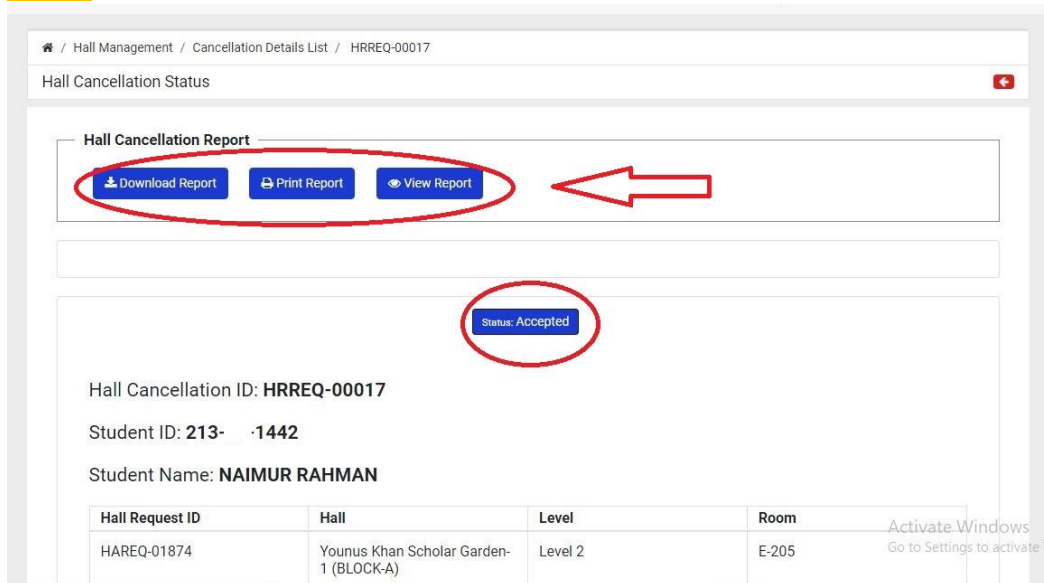 / Hall Management / Cancellation Details List / HRREQ-00017
Hall Cancellation Status
Hall Cancellation Report
Download Report Print Report View Report
Status: Accepted
Hall Cancellation ID: HRREQ-00017
Student ID: 213- ·1442
Student Name: NAIMUR RAHMAN
Hall Request ID Hall Level Room
HAREQ-01874 Younus Khan Scholar Garden- Level 2 E-205
1 (BLOCK-A)
Activate Windows
Go to Settings to activate